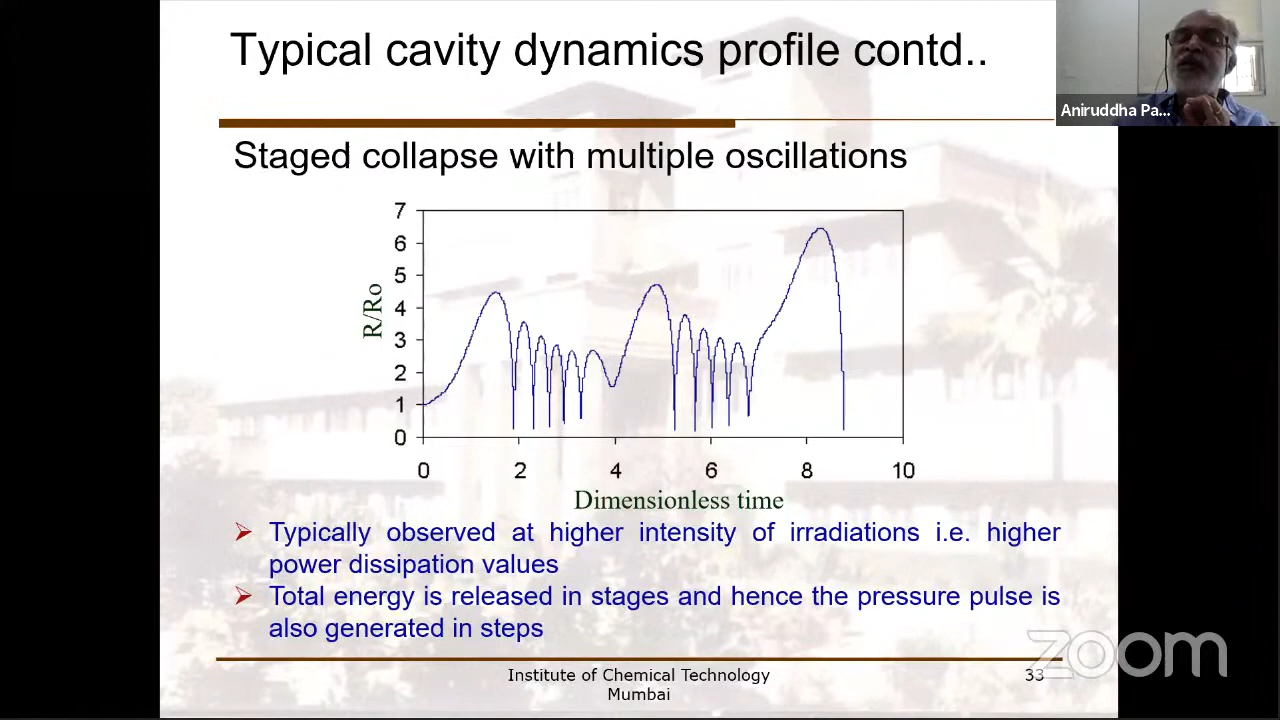 Typical cavity dynamics profile contd..
Aniruddha Pa...
Staged collapse with multiple oscillations
7
6
5
4
3
2
1
0
R/Ro
0 2 4 6 8 10
Dimensionless time
➢ Typically observed at higher intensity of irradiations i.e. higher
power dissipation values
➢ Total energy is released in stages and hence the pressure pulse is
also generated in steps
Institute of Chemical Technology
Mumbai
33
zoom